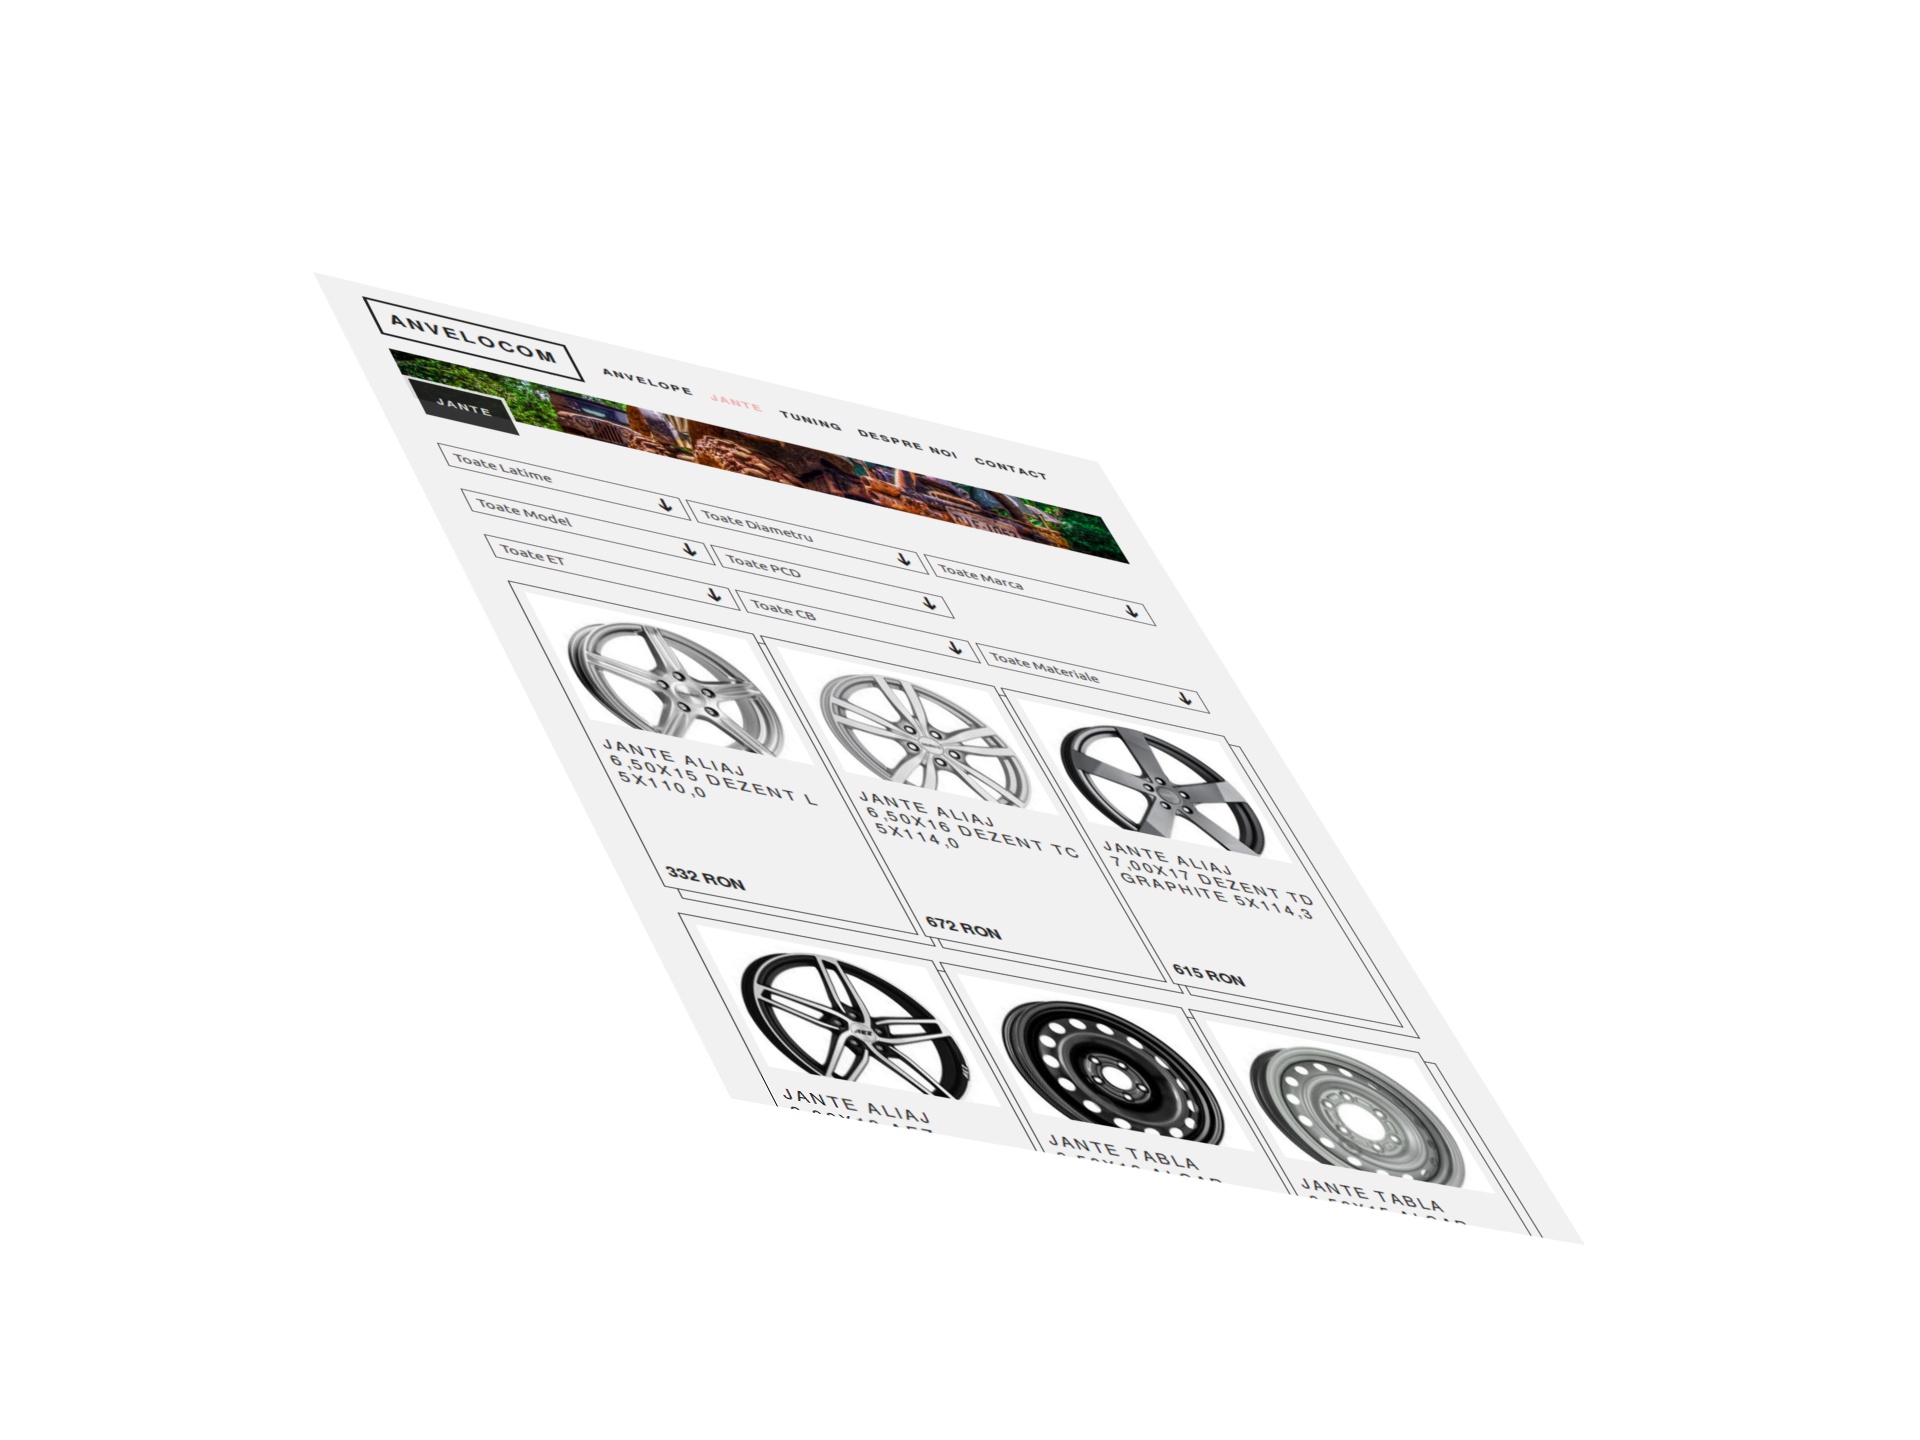 ANVELOCOM
ANVELOPE JANTE TUNING DESPRE NOI CONTACT
JANTE
Toate Latime
Toate Diametru
Toate Marca
Toate Model
Toate PCD
Toate ET
Toate CB
Toate Materiale
JANTE ALIAJ
6,50X15 DEZENT L
5X110,0
332 RON
JANTE ALIAJ
6,50X16 DEZENT TC
5X114,0
672 RON
JANTE ALIAJ
7,00X17 DEZENT TD
GRAPHITE 5X114,3
615 RON
JANTE ALIAJ
JANTE TABLA
JANTE TABLA